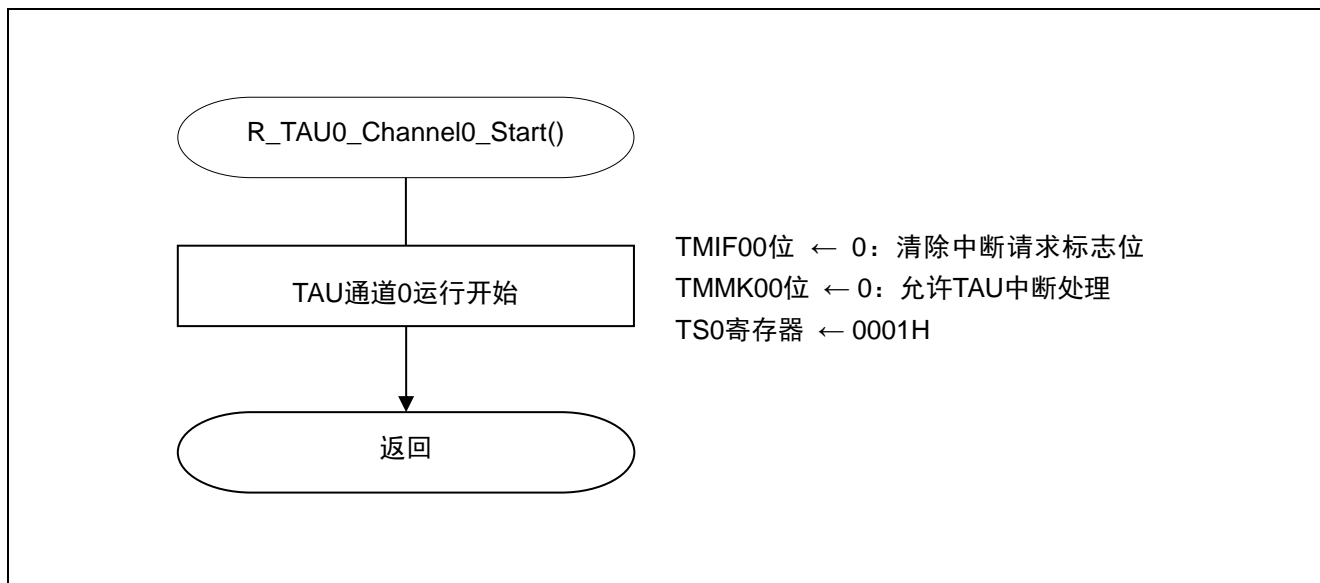 R_TAU0_Channel0_Start()
TAU通道0运行开始
TMIF00位 ← 0：清除中断请求标志位
TMMK00位 ← 0：允许TAU中断处理
TS0寄存器 ← 0001H
返回